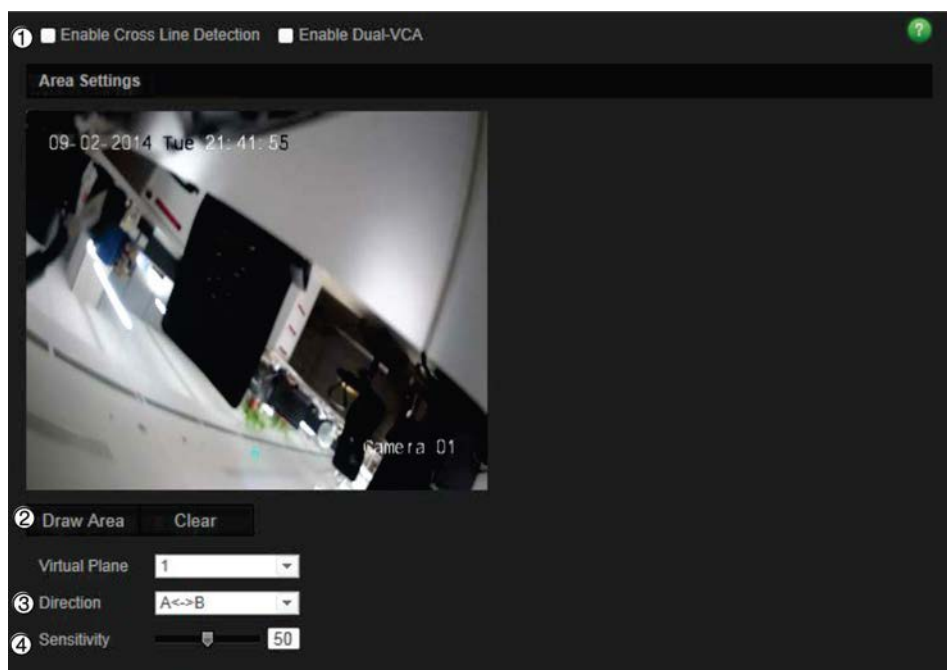 ① Enable Cross Line Detection Enable Dual-VCA ?
Area Settings
09-02-2014 Tue 21:41:55
Camera 01
② Draw Area Clear
Virtual Plane 1
③ Direction A<->B
④ Sensitivity 50